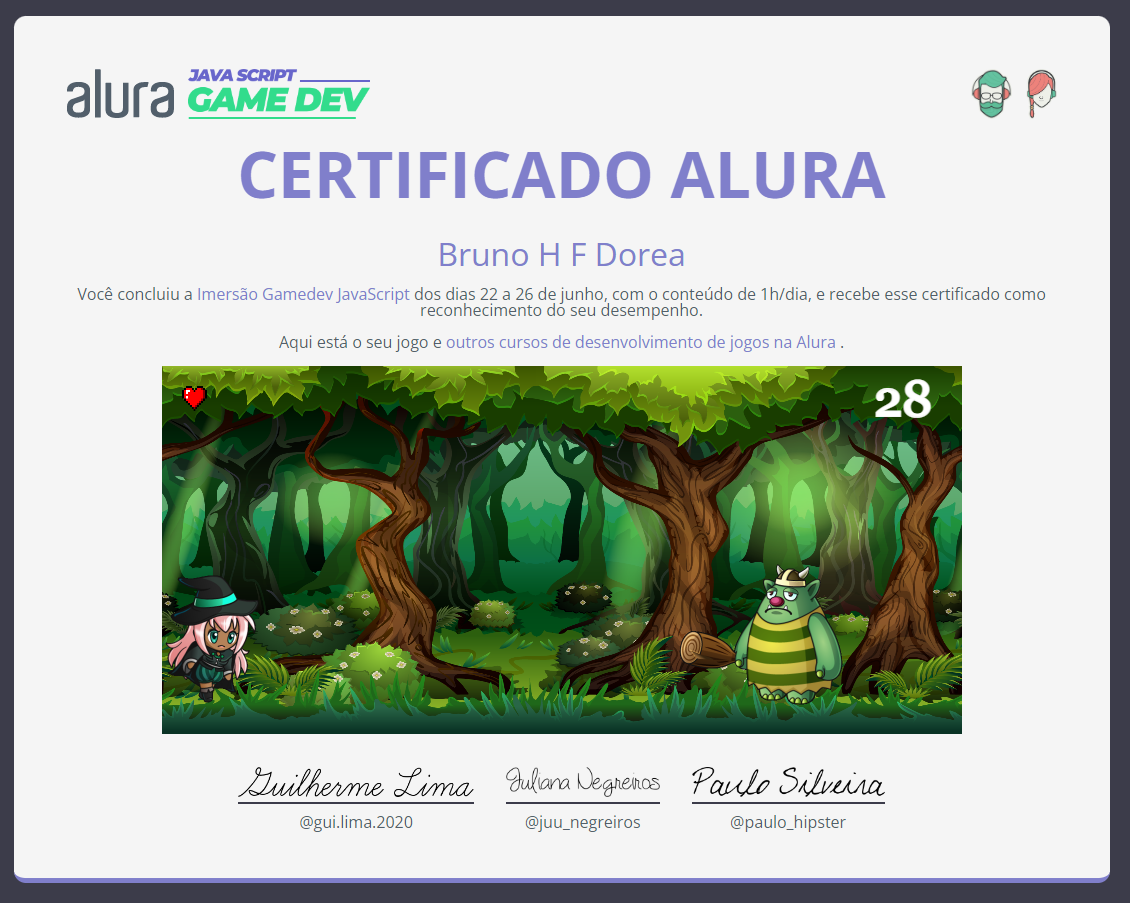 alura JAVA SCRIPT
GAME DEV
CERTIFICADO ALURA
Bruno H F Dorea
Você concluiu a Imersão Gamedev JavaScript dos dias 22 a 26 de junho, com o conteúdo de 1h/dia, e recebe esse certificado como
reconhecimento do seu desempenho.
Aqui está o seu jogo e outros cursos de desenvolvimento de jogos na Alura .
28
Guilherme Lima Juliana Negreiros Paulo Silveira
@gui.lima.2020 @juu_negreiros @paulo_hipster